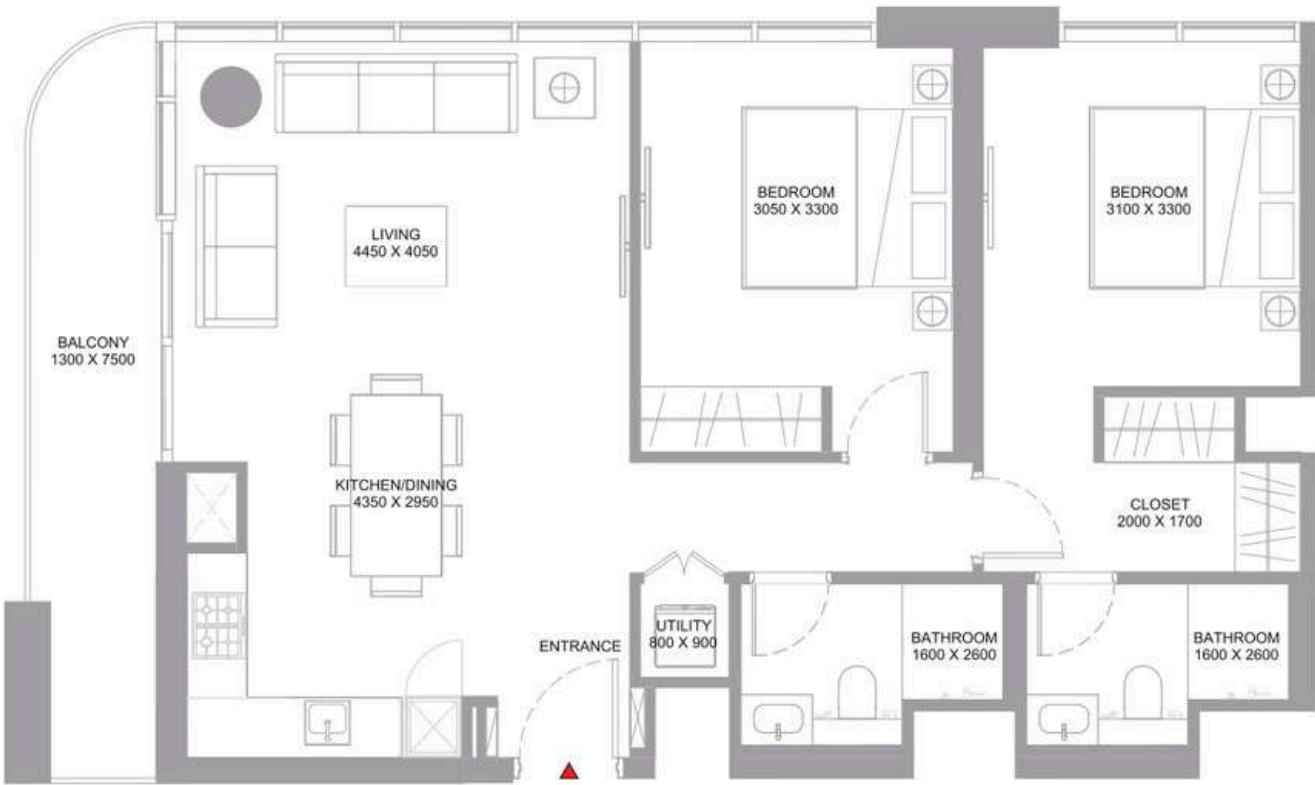 BEDROOM
3050 X 3300
BEDROOM
3100 X 3300
LIVING
4450 X 4050
BALCONY
1300 X 7500
KITCHEN/DINING
4350 X 2950
CLOSET
2000 X 1700
ENTRANCE
UTILITY
800 X 900
BATHROOM
1600 X 2600
BATHROOM
1600 X 2600